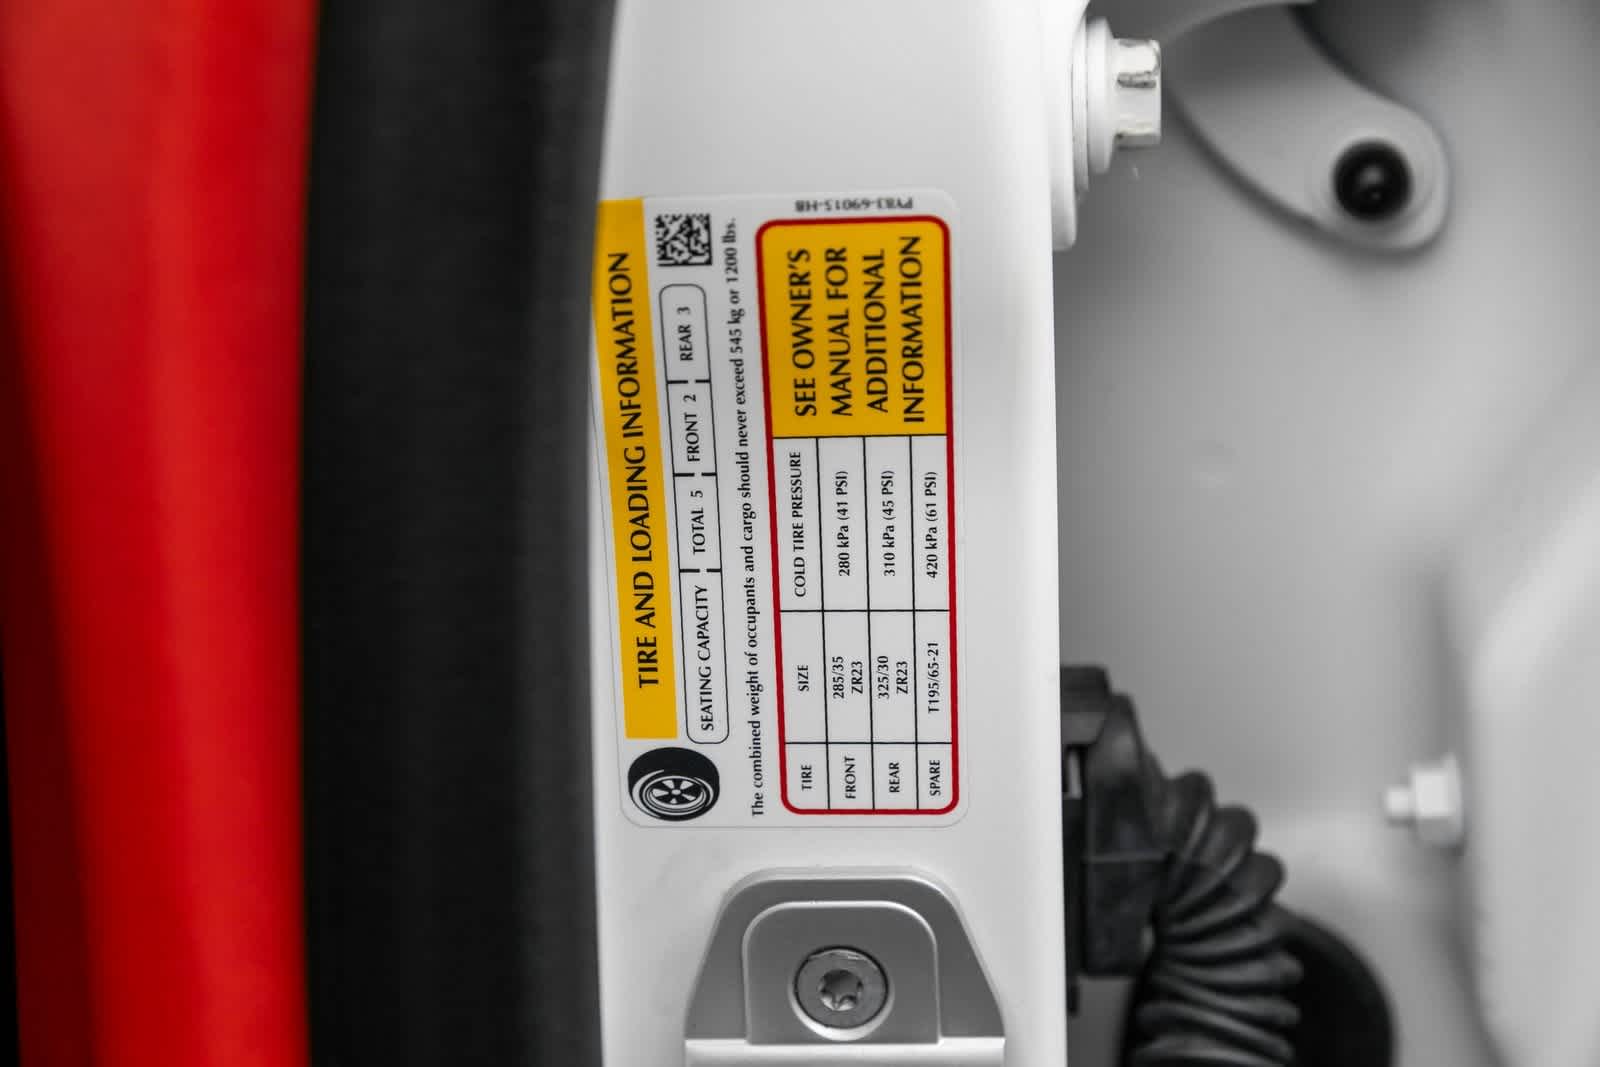 TIRE AND LOADING INFORMATION
SEATING CAPACITY TOTAL 5 FRONT 2 REAR 3
The combined weight of occupants and cargo should never exceed 545 kg or 1200 lbs.
TIRE SIZE COLD TIRE PRESSURE
FRONT 285/35 ZR23 280 kPa (41 PSI)
REAR 325/30 ZR23 310 kPa (45 PSI)
SPARE T195/65-21 420 kPa (61 PSI)
SEE OWNER'S
MANUAL FOR
ADDITIONAL
INFORMATION
PY83-69015-HB